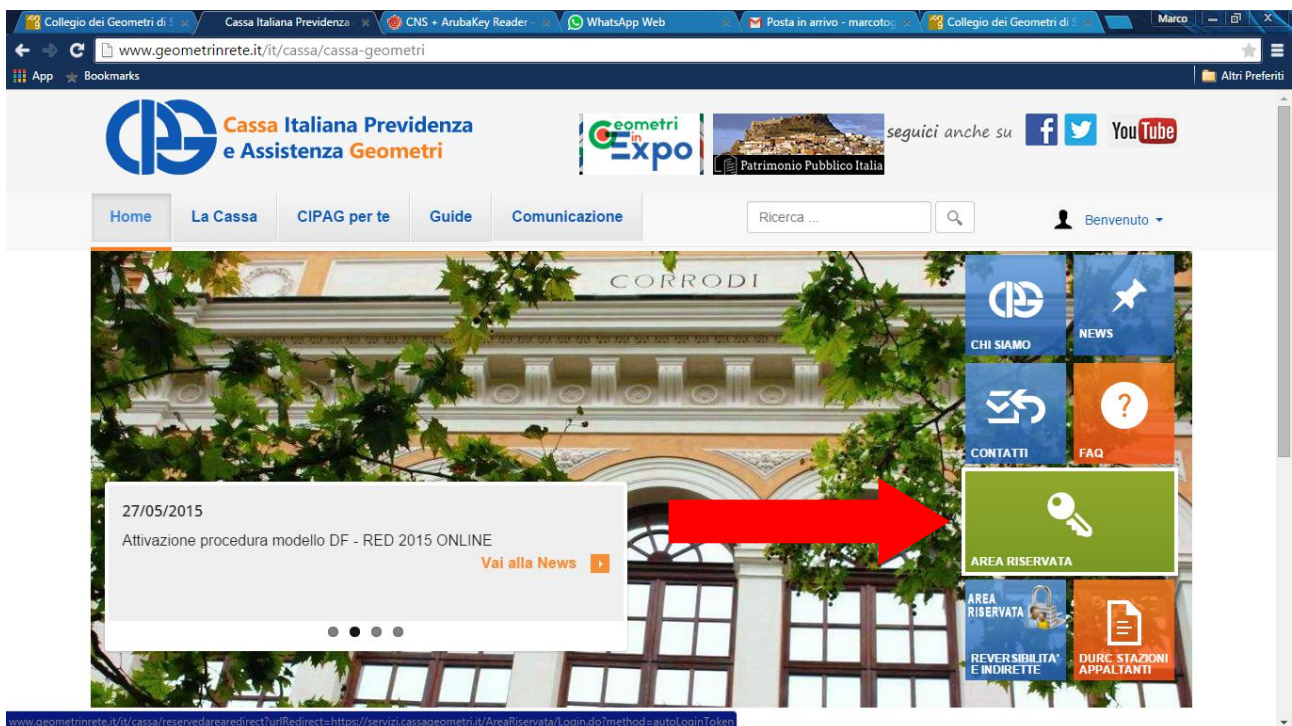 Collegio dei Geometri di S
Cassa Italiana Previdenza
CNS + ArubaKey Reader -
WhatsApp Web
Posta in arrivo - marcotog
Collegio dei Geometri di S
Marco
www.geometrinrete.it/it/cassa/cassa-geometri
App
Bookmarks
Altri Preferiti
Cassa Italiana Previdenza
e Assistenza Geometri
Geometri
in
Expo
Patrimonio Pubblico Italia
seguici anche su
You Tube
Home
La Cassa
CIPAG per te
Guide
Comunicazione
Ricerca ...
Benvenuto
CORRODI
CHI SIAMO
NEWS
CONTATTI
FAQ
27/05/2015
Attivazione procedura modello DF - RED 2015 ONLINE
Vai alla News
AREA RISERVATA
AREA
RISERVATA
REVERSIBILITA'
E INDIRETTE
DURC STAZIONI
APPALTANTI
www.geometrinrete.it/it/cassa/reservedarearedirect?urlRedirect=https://servizi.cassageometri.it/AreaRiservata/Login.do?method=autoLoginToken